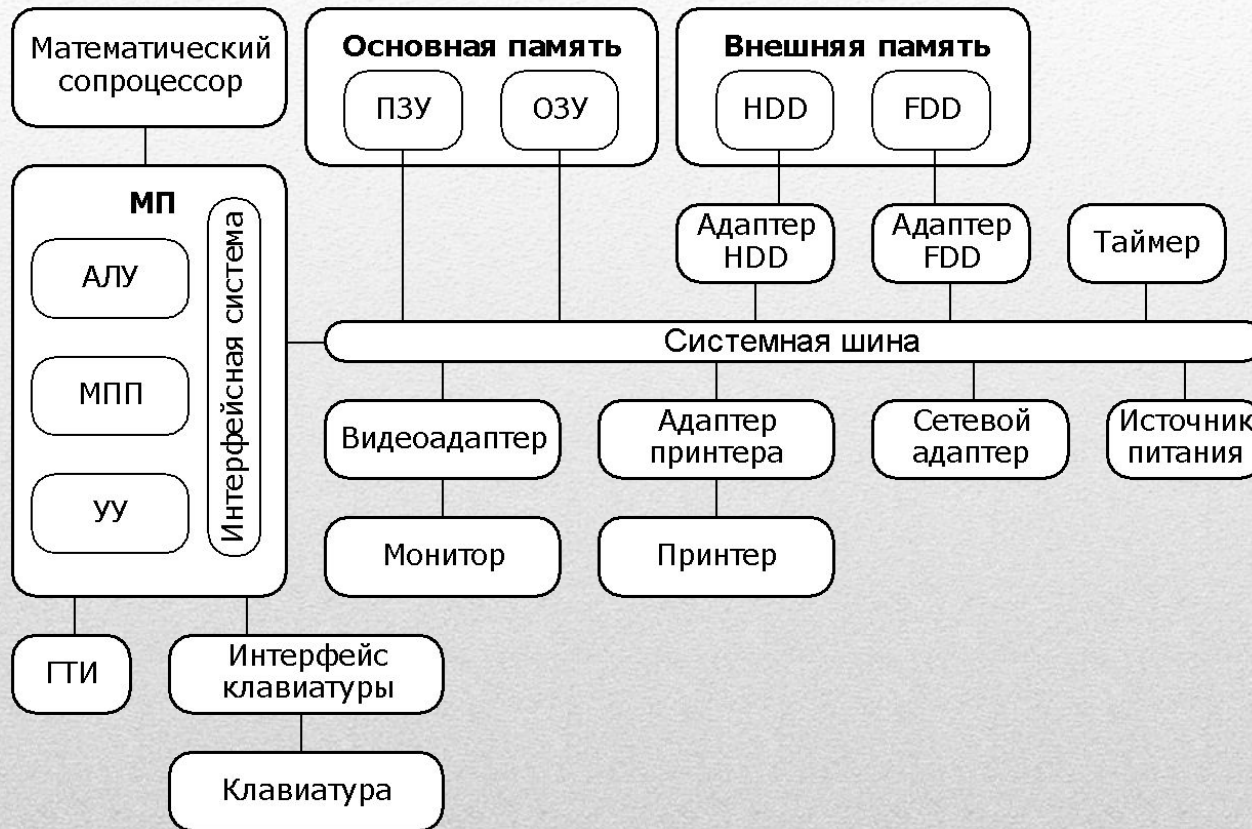 Математический
сопроцессор
Основная память
ПЗУ
ОЗУ
Внешняя память
HDD
FDD
МП
АЛУ
МПП
УУ
Интерфейсная система
Адаптер
HDD
Адаптер
FDD
Таймер
Системная шина
Видеоадаптер
Адаптер
принтера
Сетевой
адаптер
Источник
питания
Монитор
Принтер
ГТИ
Интерфейс
клавиатуры
Клавиатура